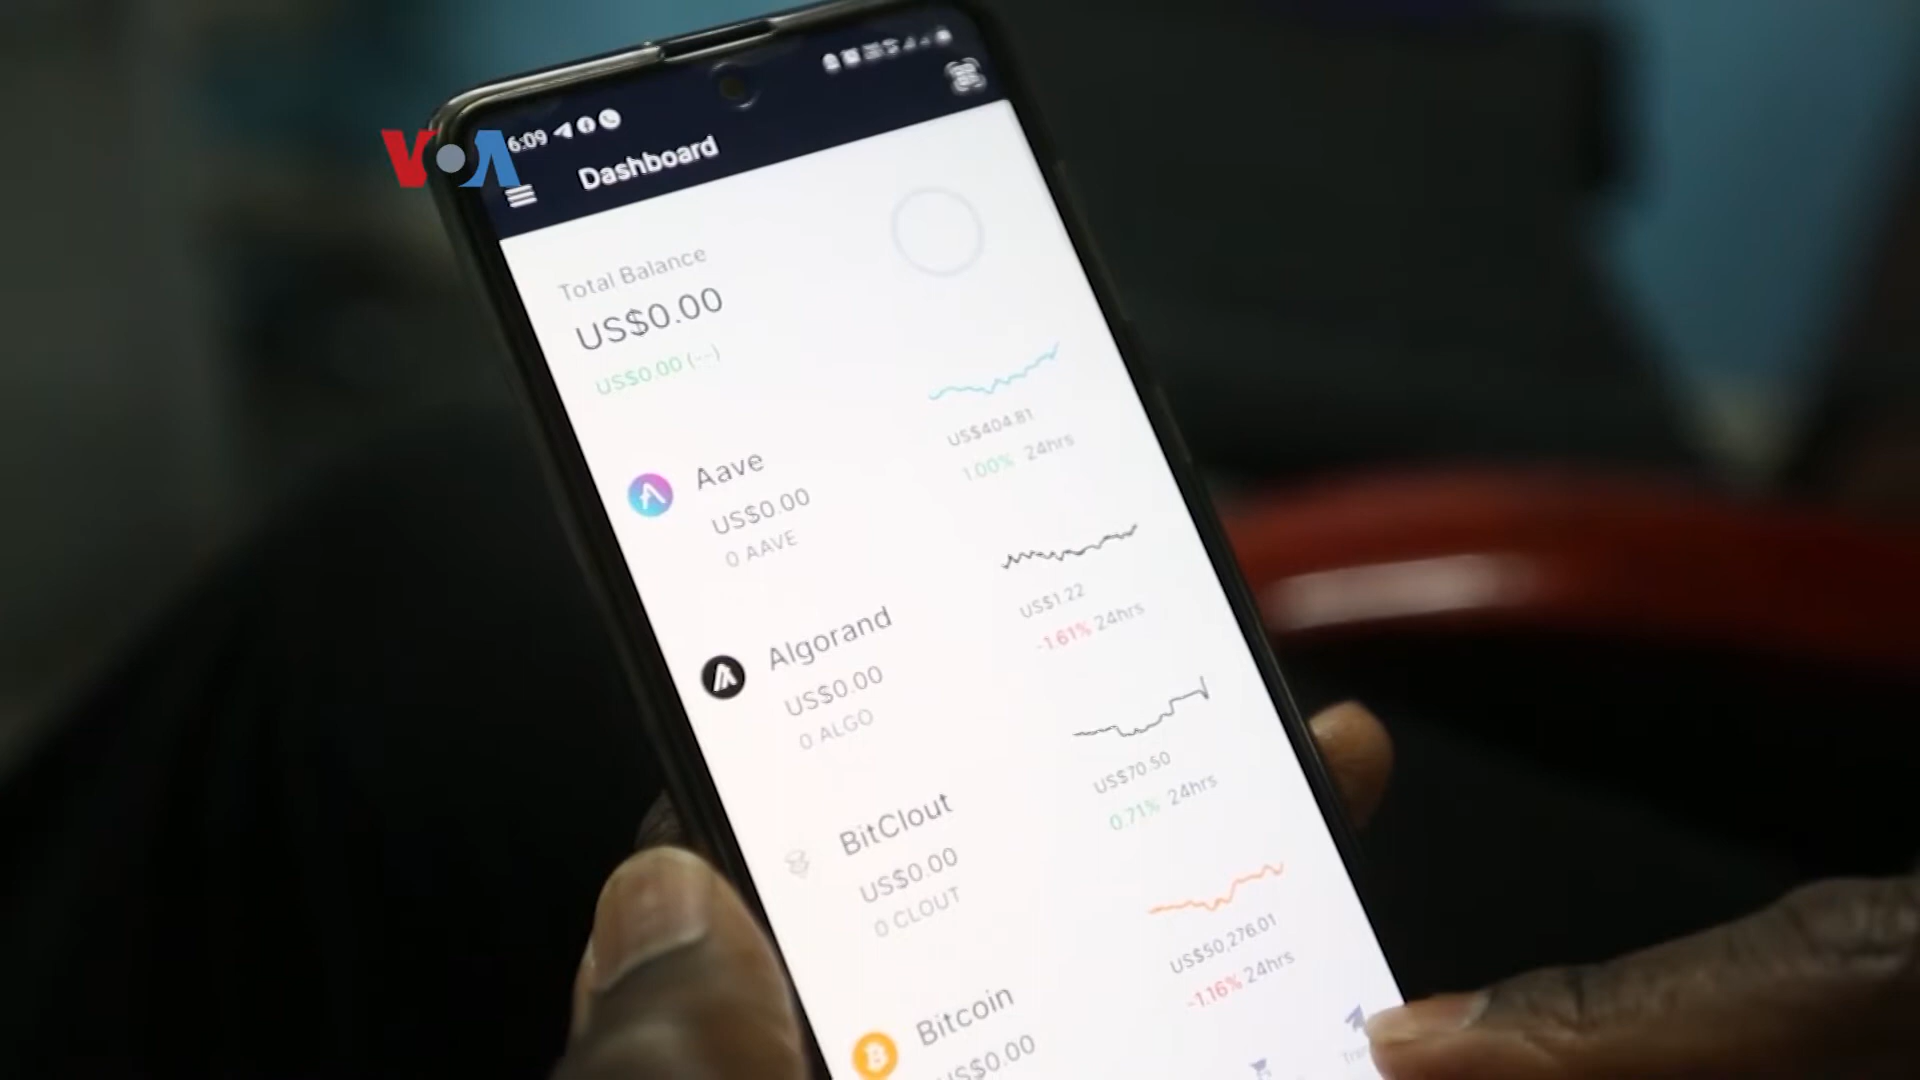 VOA
6:09
Dashboard
Total Balance
US$0.00
US$0.00 (--)
Aave
US$0.00
0 AAVE
US$404.81
1.00% 24hrs
Algorand
US$0.00
0 ALGO
US$1.22
-1.61% 24hrs
BitClout
US$0.00
0 CLOUT
US$70.50
0.71% 24hrs
Bitcoin
US$0.00
US$50,276.01
-1.16% 24hrs